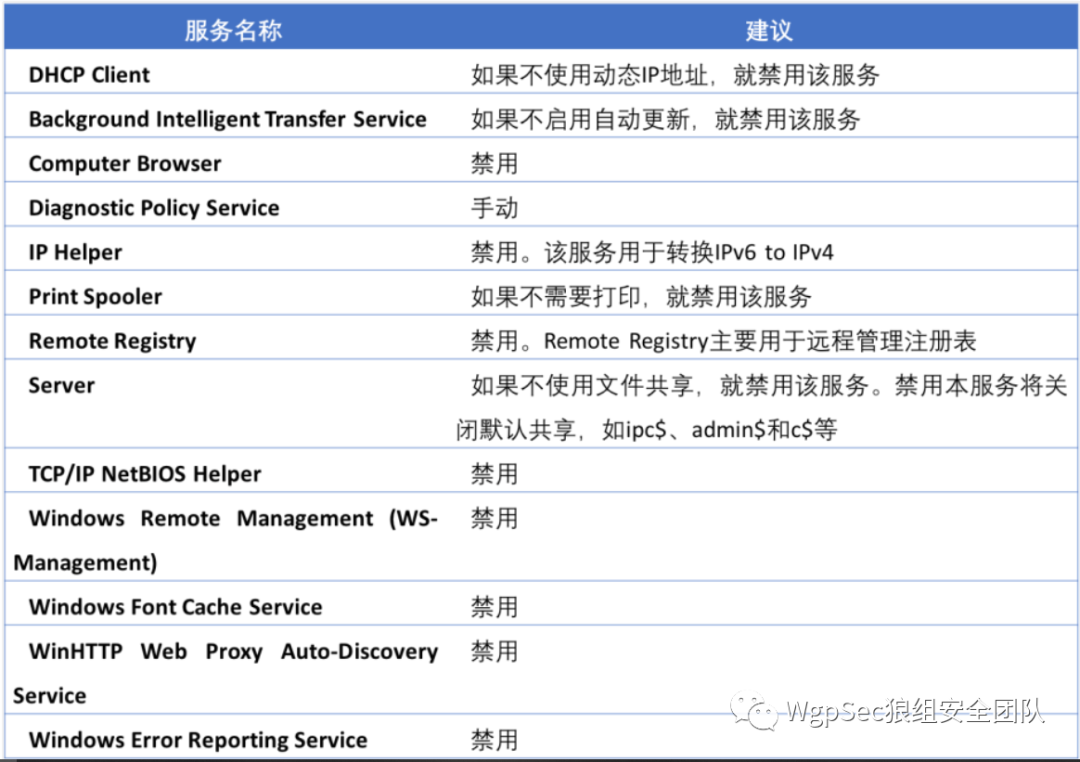 服务名称 建议
DHCP Client 如果不使用动态IP地址，就禁用该服务
Background Intelligent Transfer Service 如果不启用自动更新，就禁用该服务
Computer Browser 禁用
Diagnostic Policy Service 手动
IP Helper 禁用。该服务用于转换IPv6 to IPv4
Print Spooler 如果不需要打印，就禁用该服务
Remote Registry 禁用。Remote Registry主要用于远程管理注册表
Server 如果不使用文件共享，就禁用该服务。禁用本服务将关
闭默认共享，如ipc$、admin$和c$等
TCP/IP NetBIOS Helper 禁用
Windows Remote Management (WS- 禁用
Management)
Windows Font Cache Service 禁用
WinHTTP Web Proxy Auto-Discovery 禁用
Service
WgpSec狼组安全团队
Windows Error Reporting Service 禁用